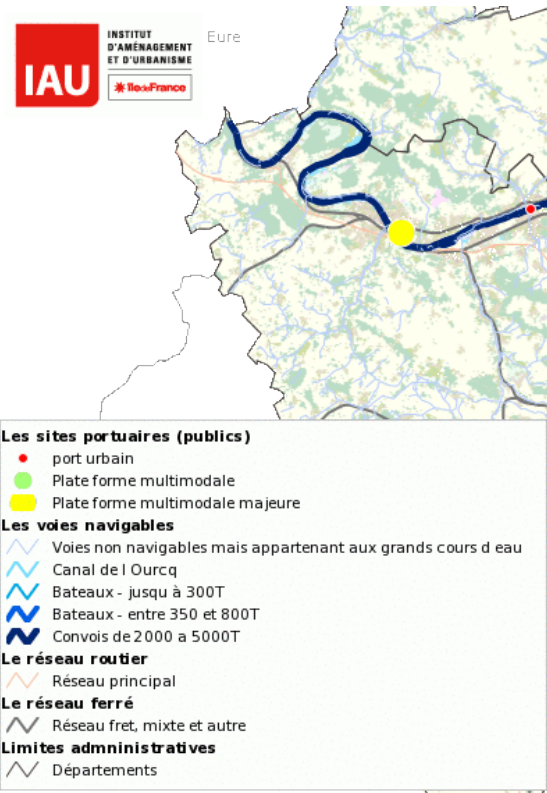 INSTITUT
D'AMÉNAGEMENT
ET D'URBANISME
IAU
îledeFrance
Eure
Les sites portuaires (publics)
port urbain
Plate forme multimodale
Plate forme multimodale majeure
Les voies navigables
Voies non navigables mais appartenant aux grands cours d eau
Canal de l Ourcq
Bateaux - jusqu à 300T
Bateaux - entre 350 et 800T
Convois de 2000 a 5000T
Le réseau routier
Réseau principal
Le réseau ferré
Réseau fret, mixte et autre
Limites admninistratives
Départements